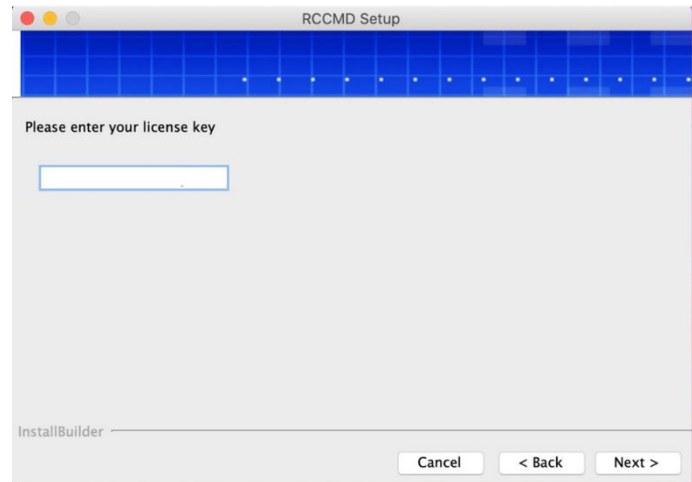 RCCMD Setup
Please enter your license key
InstallBuilder
Cancel
< Back
Next >